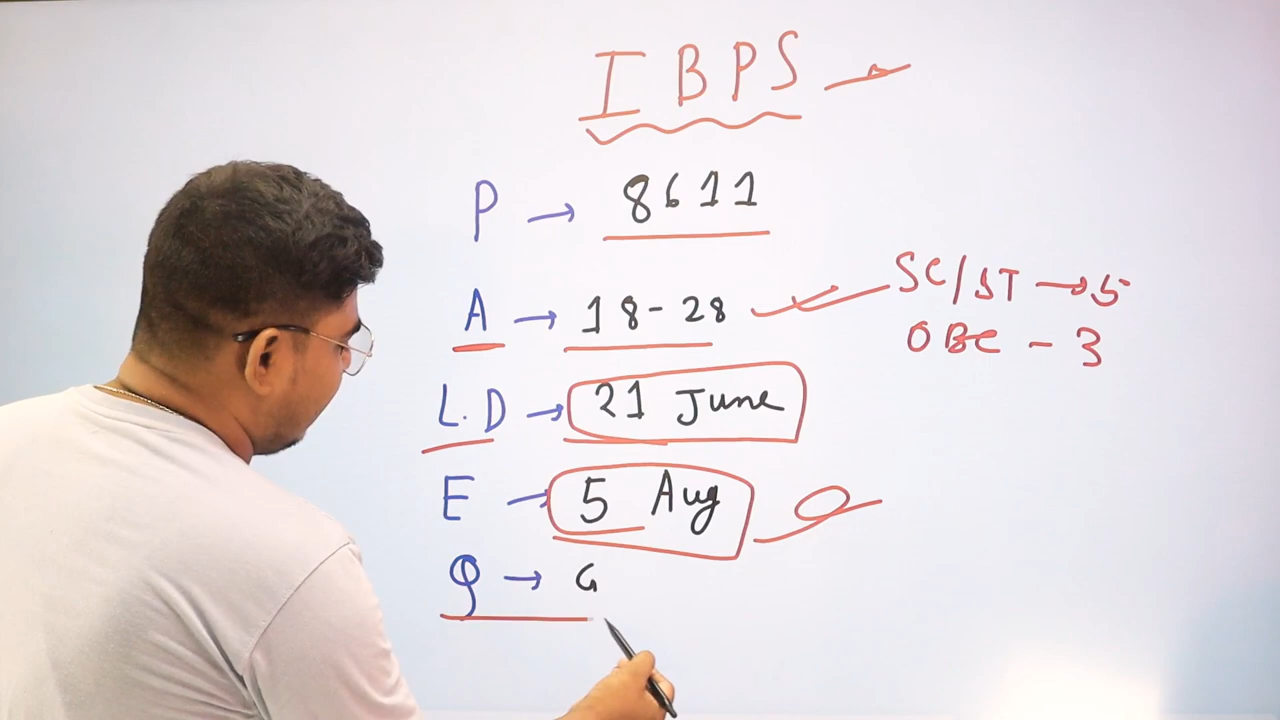 IBPS
P → 8611
A → 18-28
SC/ST → 5
OBC - 3
L.D → 21 June
E → 5 Aug
Q → G